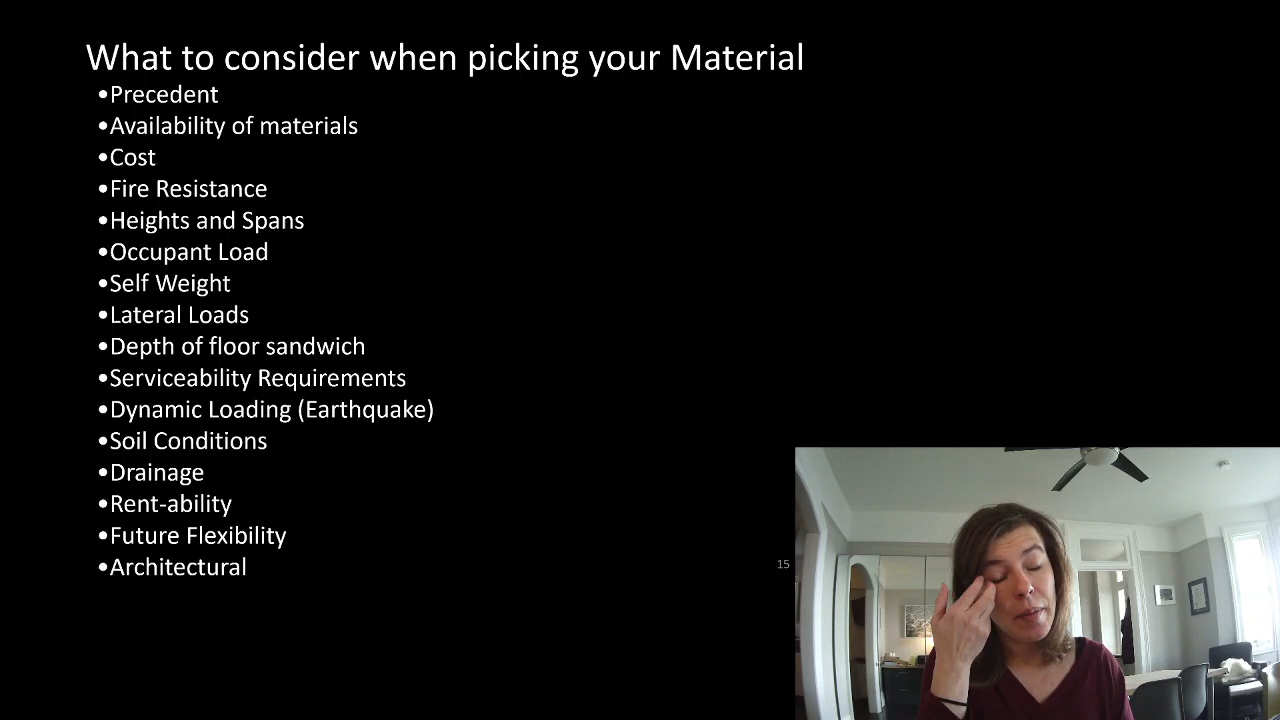 What to consider when picking your Material
•Precedent
•Availability of materials
•Cost
•Fire Resistance
•Heights and Spans
•Occupant Load
•Self Weight
•Lateral Loads
•Depth of floor sandwich
•Serviceability Requirements
•Dynamic Loading (Earthquake)
•Soil Conditions
•Drainage
•Rent-ability
•Future Flexibility
•Architectural
15